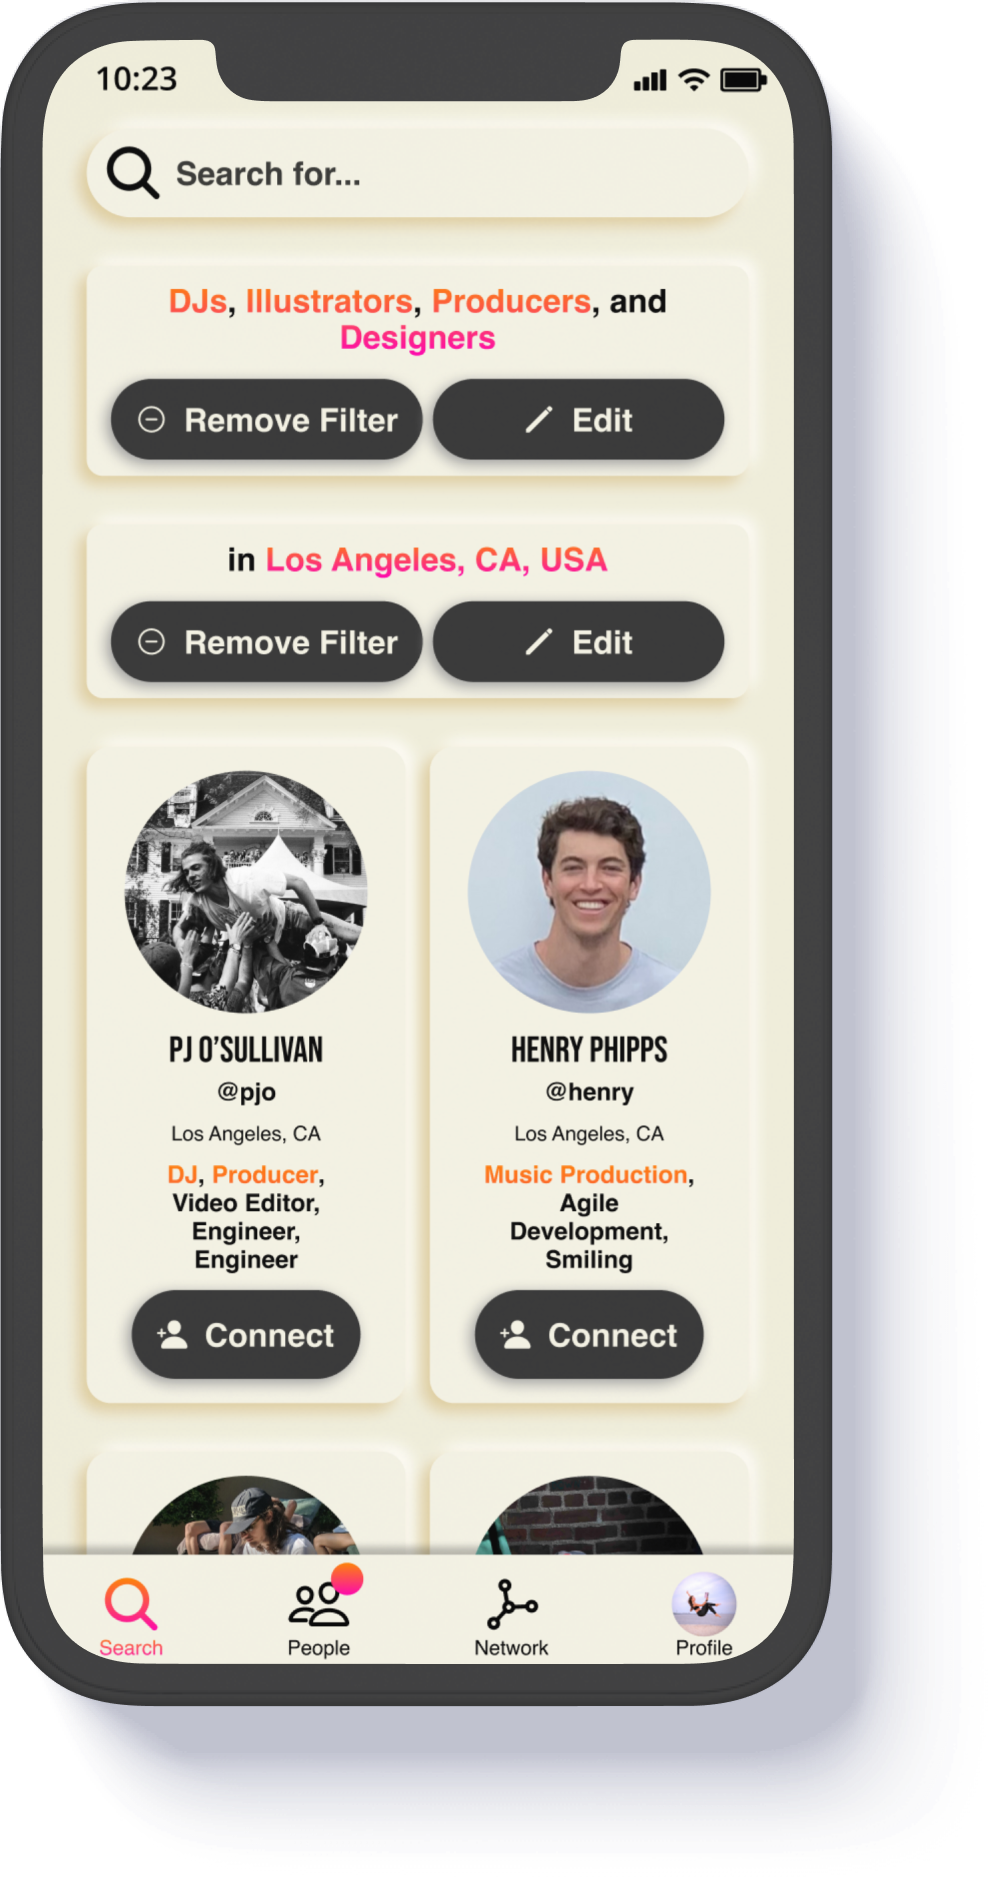 10:23
Search for...
DJs, Illustrators, Producers, and
Designers
Remove Filter Edit
in Los Angeles, CA, USA
Remove Filter Edit
PJ O'SULLIVAN
@pjo
Los Angeles, CA
DJ, Producer,
Video Editor,
Engineer,
Engineer
Connect
HENRY PHIPPS
@henry
Los Angeles, CA
Music Production,
Agile
Development,
Smiling
Connect
Search People Network Profile